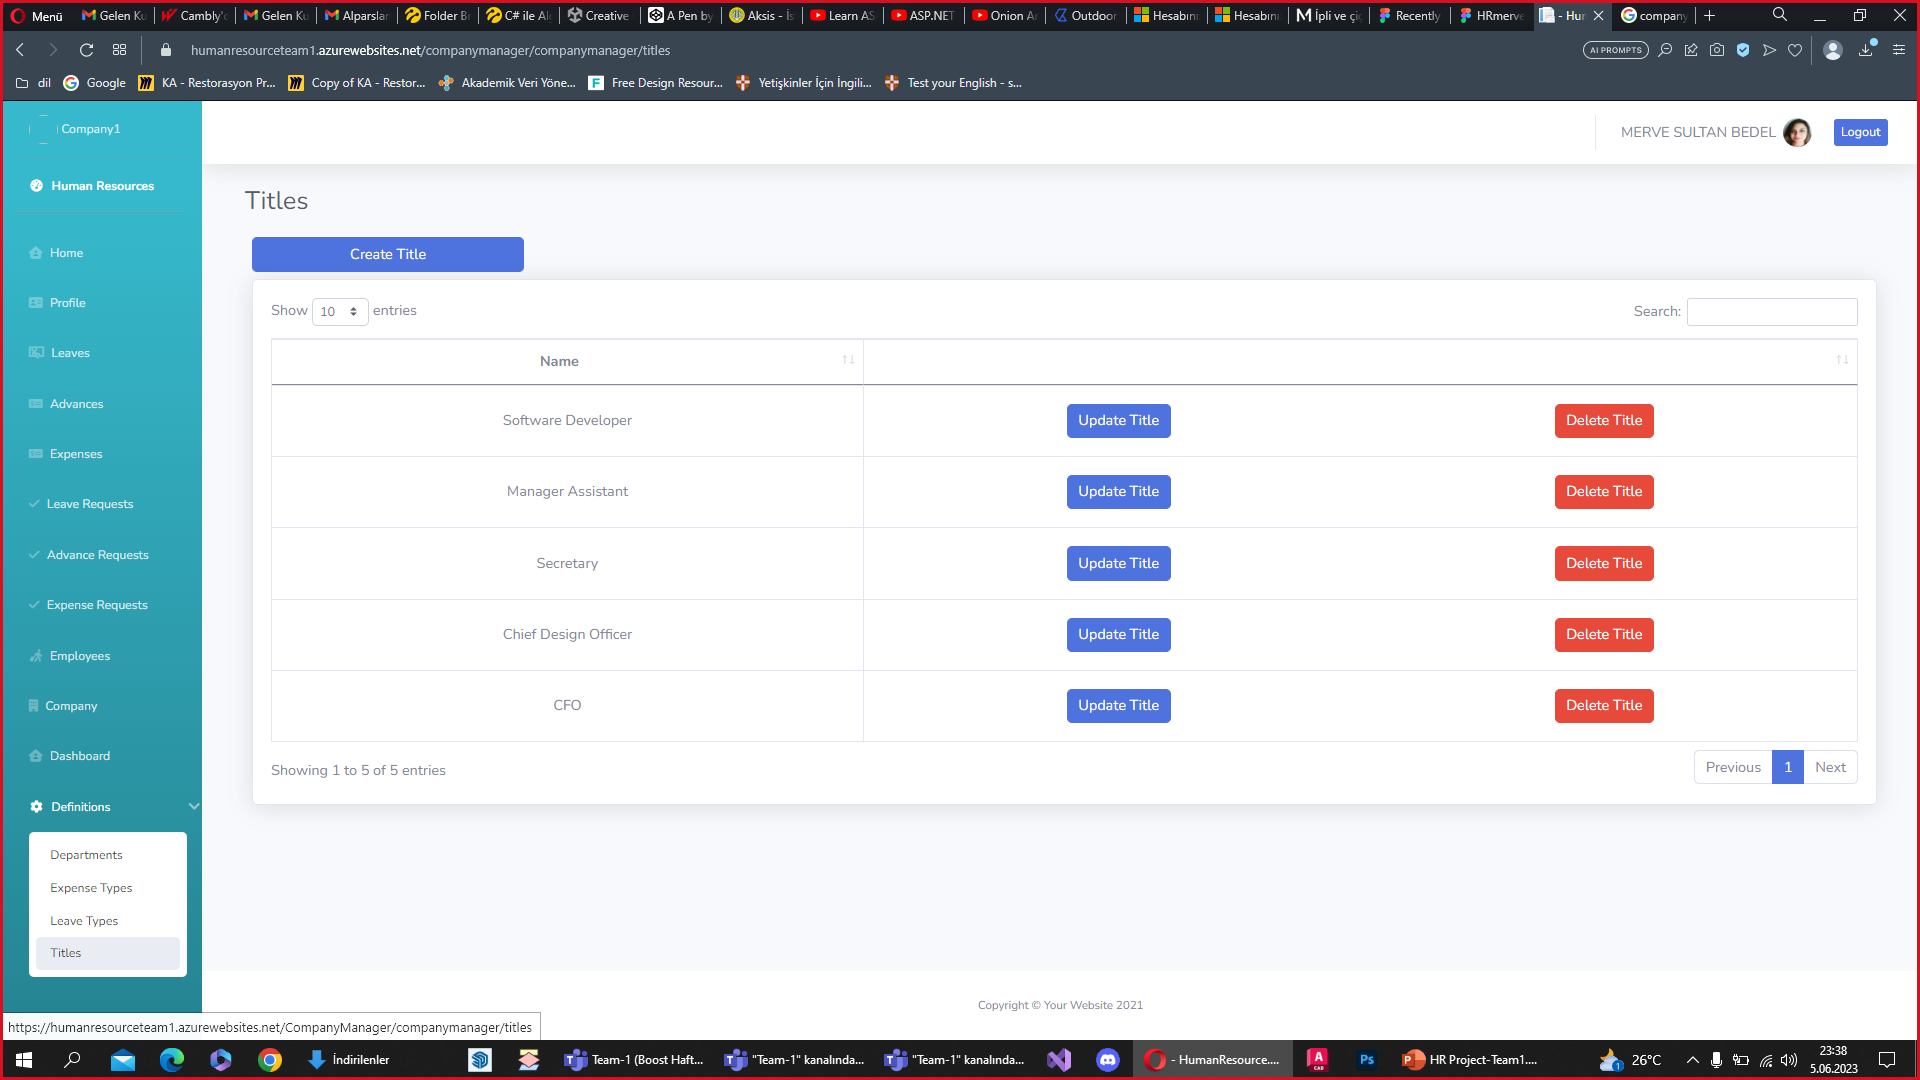 Menü
Gelen Ku
Cambly'd
Gelen Ku
Alparslar
Folder B
C# ile Al
Creative
A Pen by
Aksis - İs
Learn AS
ASP.NET
Onion A
Outdoor
Hesabını
Hesabını
İpli ve çiç
Recently
HRmerve
- Hu
company
humanresourceteam1.azurewebsites.net/companymanager/companymanager/titles
AI PROMPTS
dil
Google
KA - Restorasyon Pr...
Copy of KA - Restor...
Akademik Veri Yöne...
Free Design Resour...
Yetişkinler İçin İngili...
Test your English - s...
Company1
MERVE SULTAN BEDEL
Logout
Human Resources
Home
Profile
Leaves
Advances
Expenses
Leave Requests
Advance Requests
Expense Requests
Employees
Company
Dashboard
Definitions
Departments
Expense Types
Leave Types
Titles
Titles
Create Title
Show 10 entries
Search:
Name
Software Developer Update Title Delete Title
Manager Assistant Update Title Delete Title
Secretary Update Title Delete Title
Chief Design Officer Update Title Delete Title
CFO Update Title Delete Title
Showing 1 to 5 of 5 entries
Previous 1 Next
Copyright © Your Website 2021
https://humanresourceteam1.azurewebsites.net/CompanyManager/companymanager/titles
İndirilenler
Team-1 (Boost Haft...
"Team-1" kanalında...
"Team-1" kanalında...
- HumanResource....
HR Project-Team1....
26°C
23:38
5.06.2023